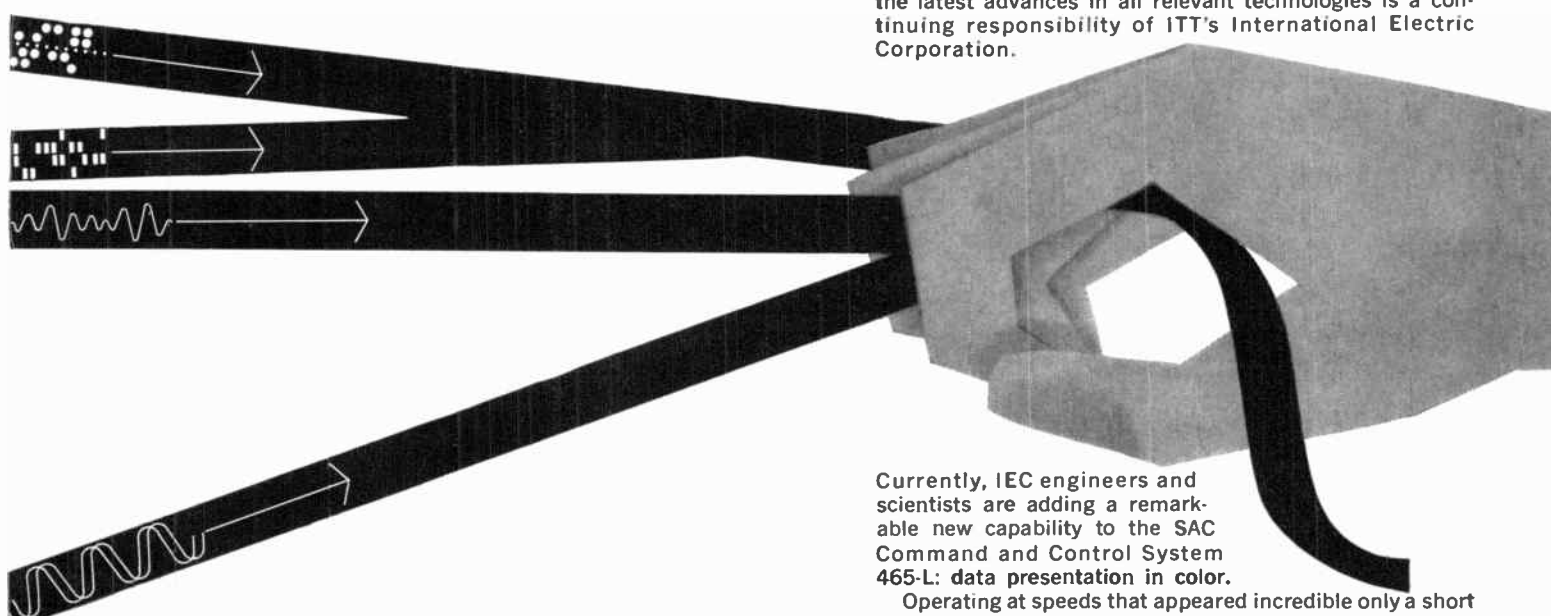 the latest advances in all relevant technologies is a con-
tinuing responsibility of ITT's International Electric
Corporation.
Currently, IEC engineers and
scientists are adding a remark-
able new capability to the SAC
Command and Control System
465-L: data presentation in color.
Operating at speeds that appeared incredible only a short